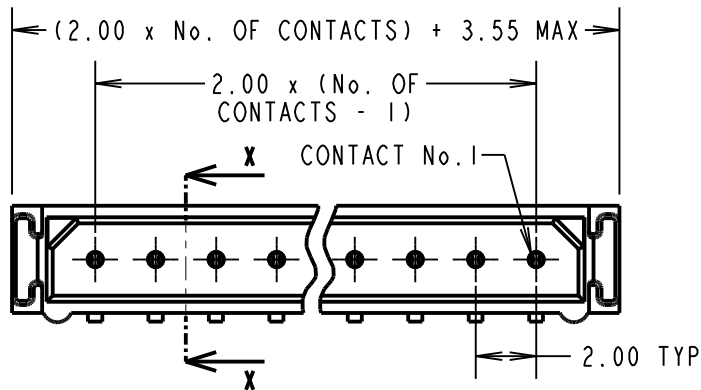 (2.00 x No. OF CONTACTS) + 3.55 MAX
2.00 x (No. OF
CONTACTS - 1)
X
CONTACT No.1
X
2.00 TYP